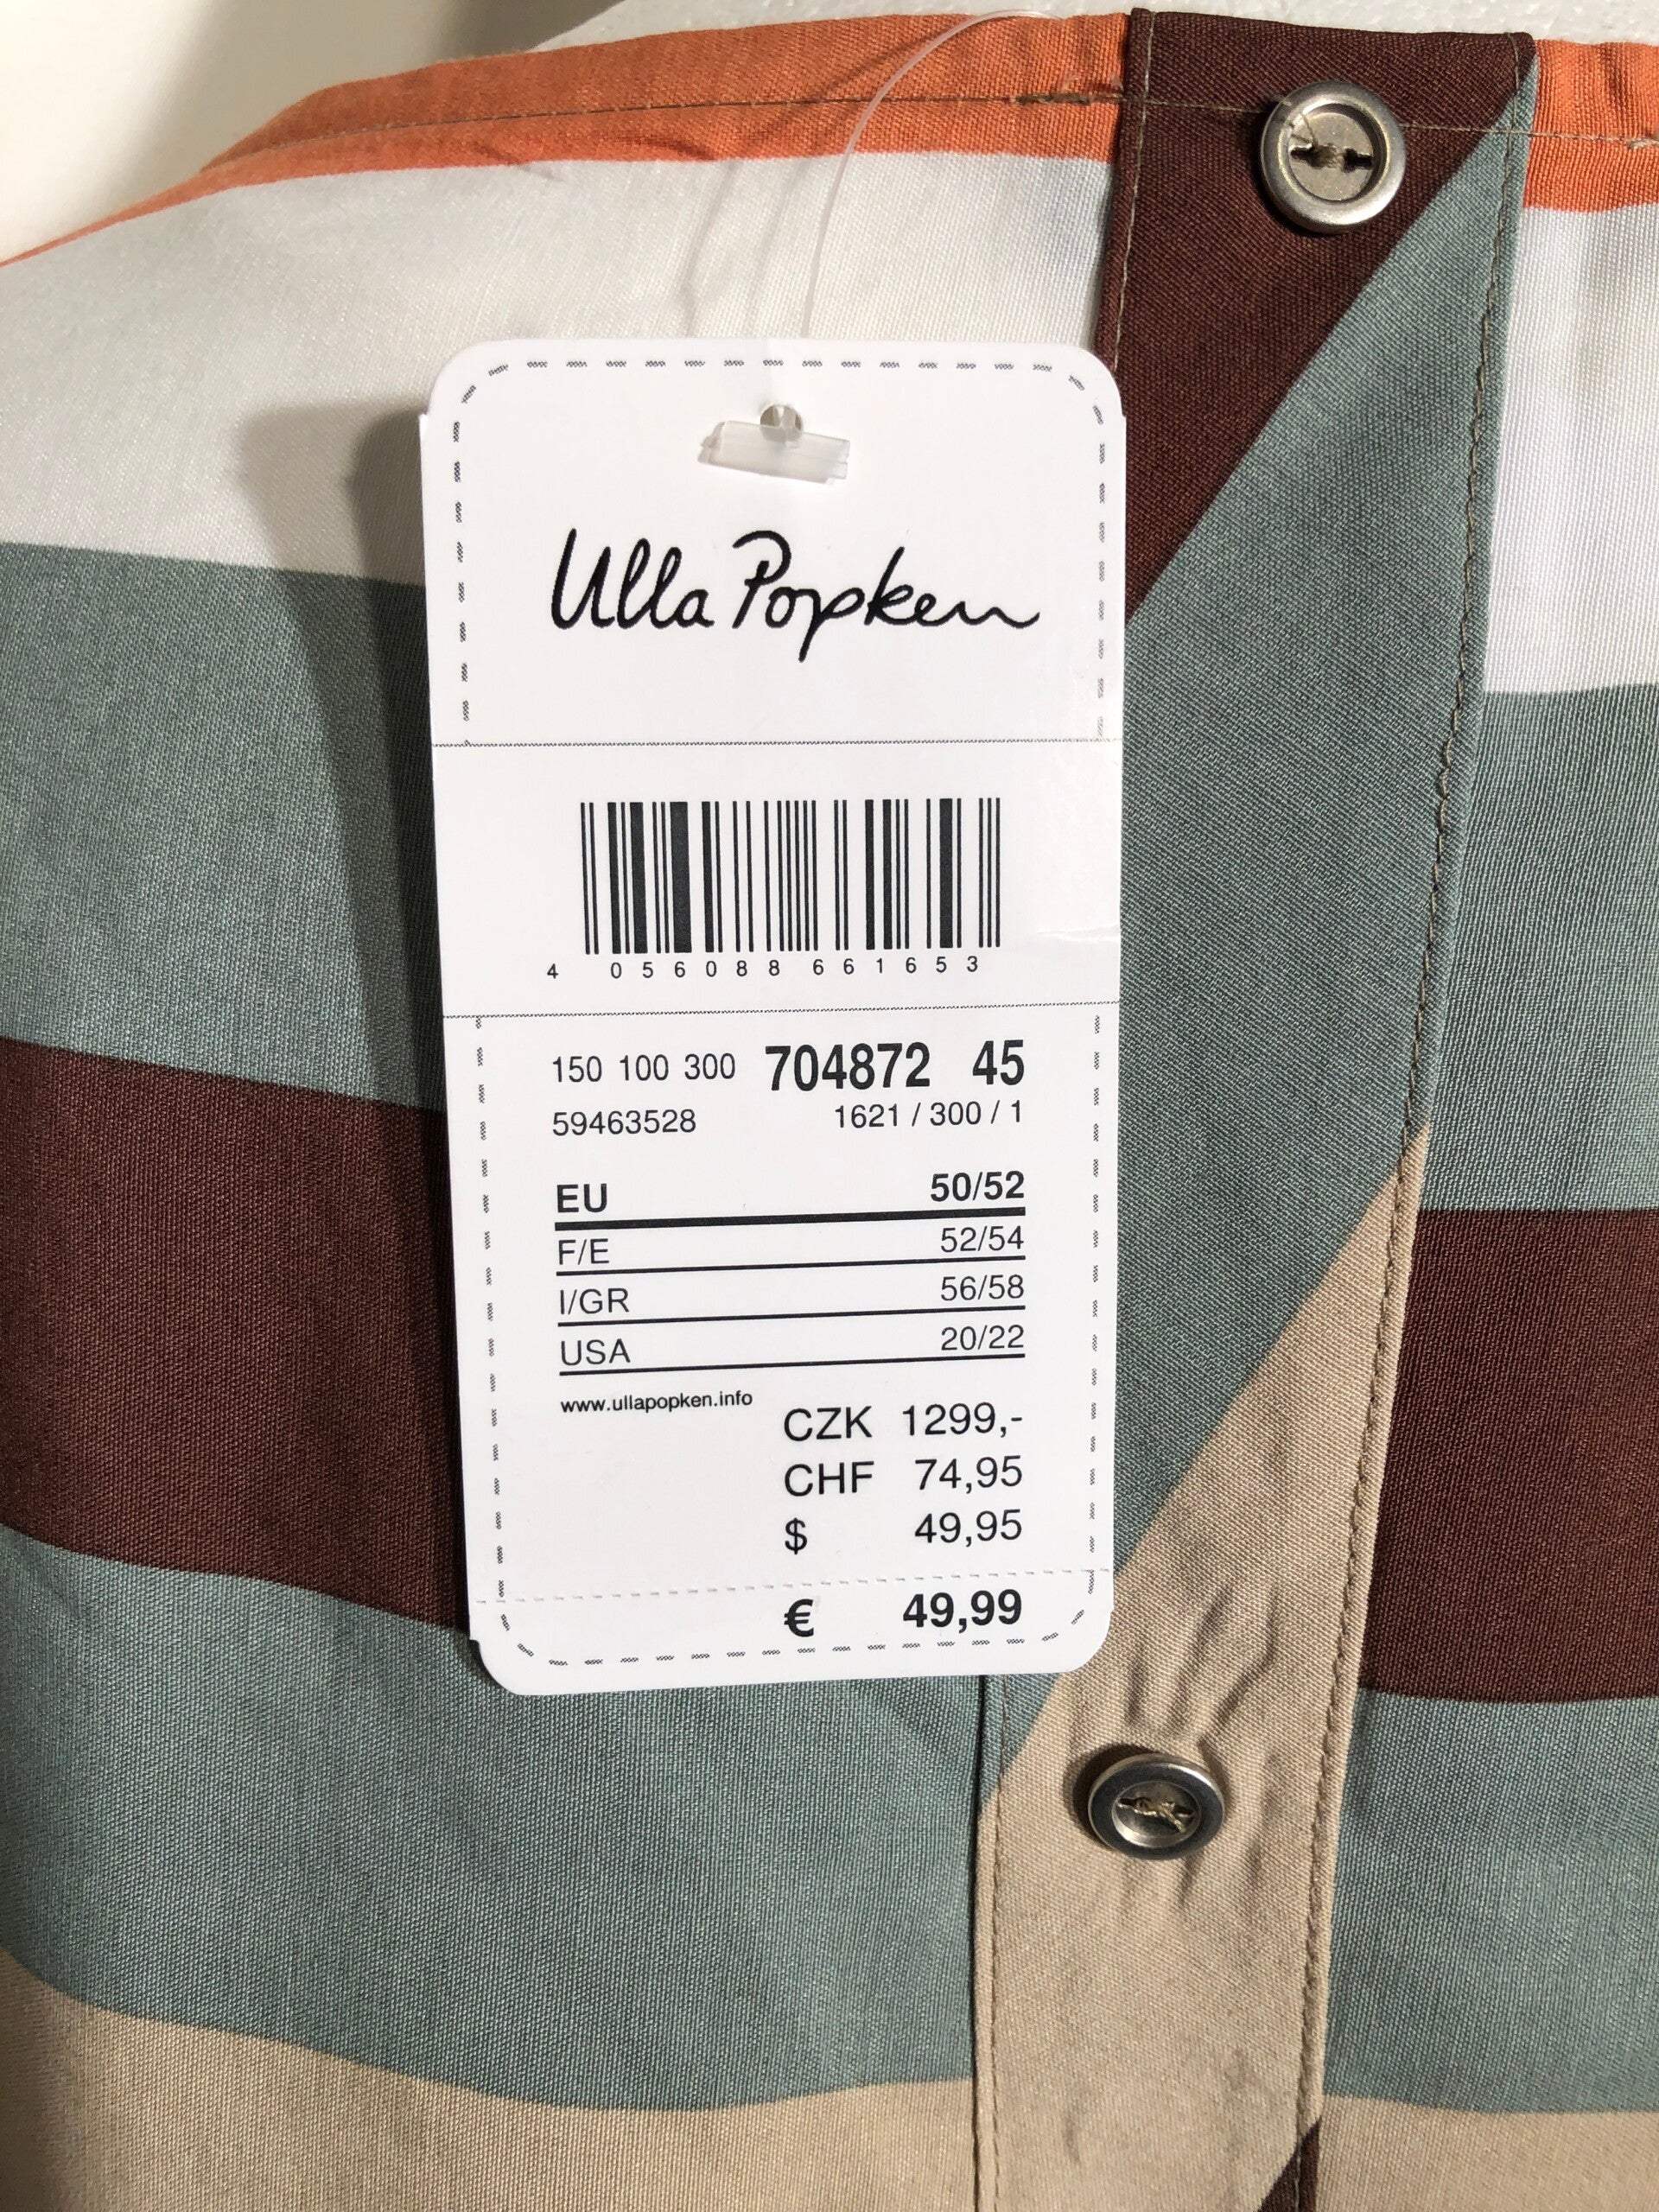 Ulla Popken
4 056088 661653
150 100 300 704872 45
59463528 1621 / 300 / 1
EU 50/52
F/E 52/54
I/GR 56/58
USA 20/22
www.ullapopken.info
CZK 1299,-
CHF 74,95
$ 49,95
€ 49,99